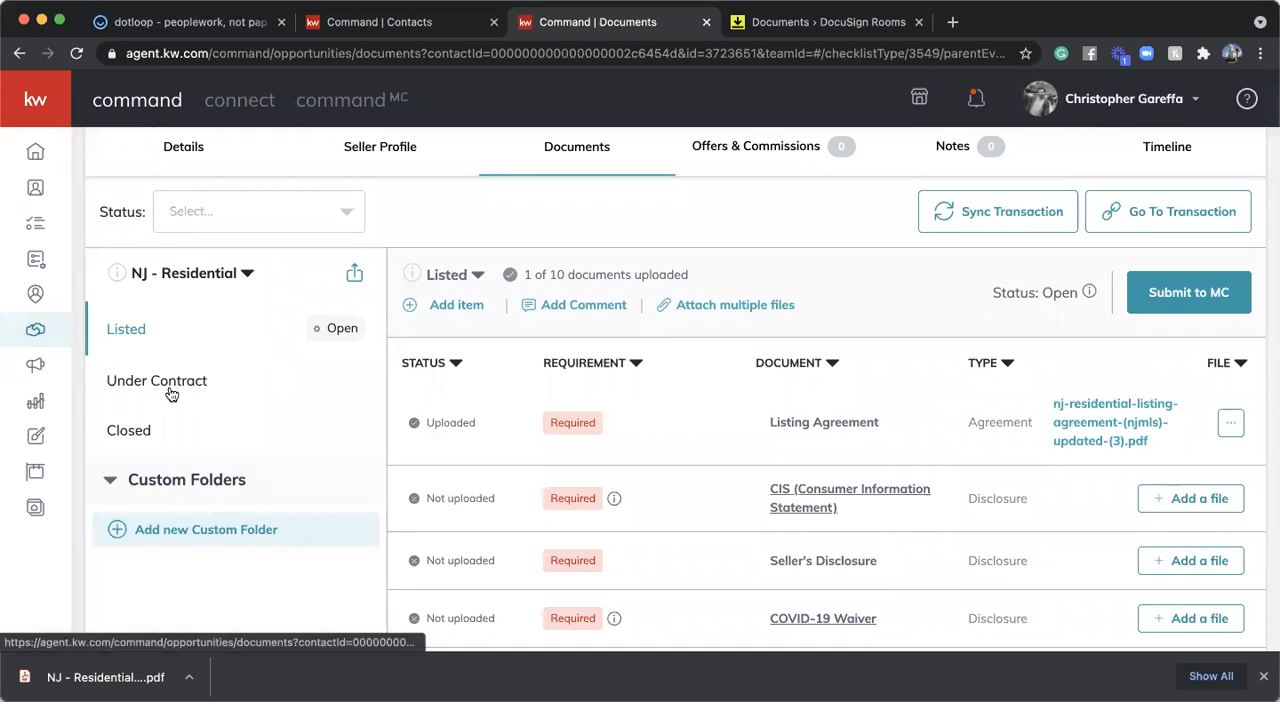 dotloop - peoplework, not pap
Command | Contacts
Command | Documents
Documents › DocuSign Rooms
agent.kw.com/command/opportunities/documents?contactId=0000000000000000002c6454d&id=3723651&teamId=#/checklistType/3549/parentEv...
1
kw
command
connect
command MC
Christopher Gareffa
?
Details
Seller Profile
Documents
Offers & Commissions 0
Notes 0
Timeline
Status:
Select...
Sync Transaction
Go To Transaction
NJ - Residential
Listed
1 of 10 documents uploaded
Add item
Add Comment
Attach multiple files
Status: Open
Submit to MC
Listed
Open
Under Contract
Closed
Custom Folders
Add new Custom Folder
STATUS
REQUIREMENT
DOCUMENT
TYPE
FILE
Uploaded
Required
Listing Agreement
Agreement
nj-residential-listing-
agreement-(njmls)-
updated-(3).pdf
...
Not uploaded
Required
CIS (Consumer Information
Statement)
Disclosure
+ Add a file
Not uploaded
Required
Seller's Disclosure
Disclosure
+ Add a file
Not uploaded
Required
COVID-19 Waiver
Disclosure
+ Add a file
https://agent.kw.com/command/opportunities/documents?contactId=00000000...
NJ - Residential....pdf
Show All